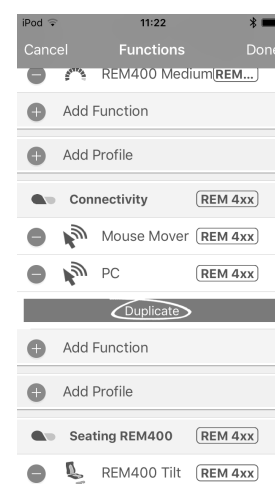 iPod 11:22
Cancel Functions Done
REM400 Medium REM...
Add Function
Add Profile
Connectivity REM 4xx
Mouse Mover REM 4xx
PC REM 4xx
Duplicate
Add Function
Add Profile
Seating REM400 REM 4xx
REM400 Tilt REM 4xx